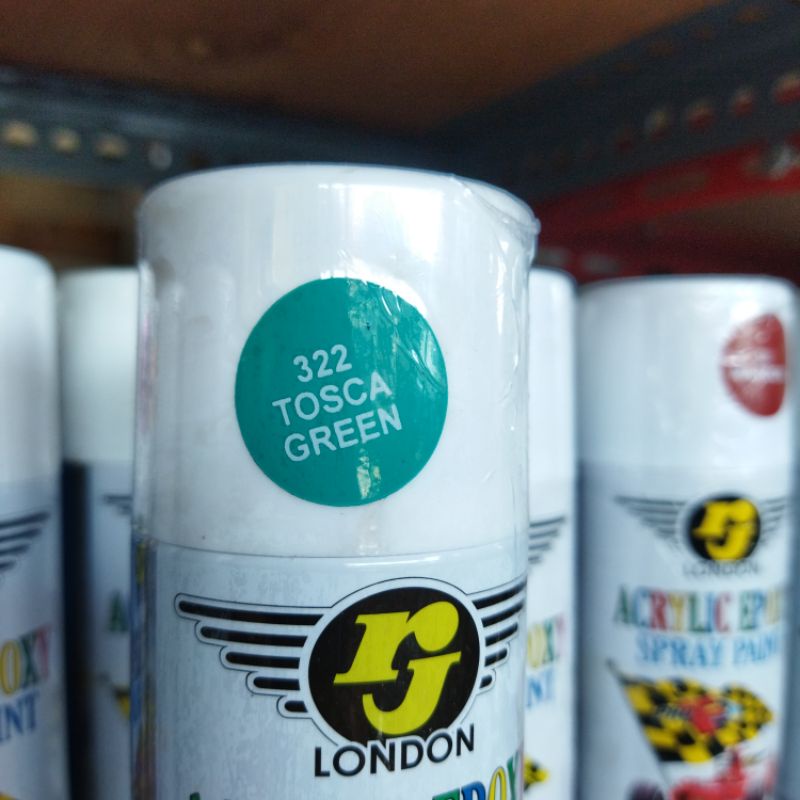 322
TOSCA
GREEN
rj
LONDON
rj
LONDON
ACRYLIC EPOXY
SPRAY PAINT